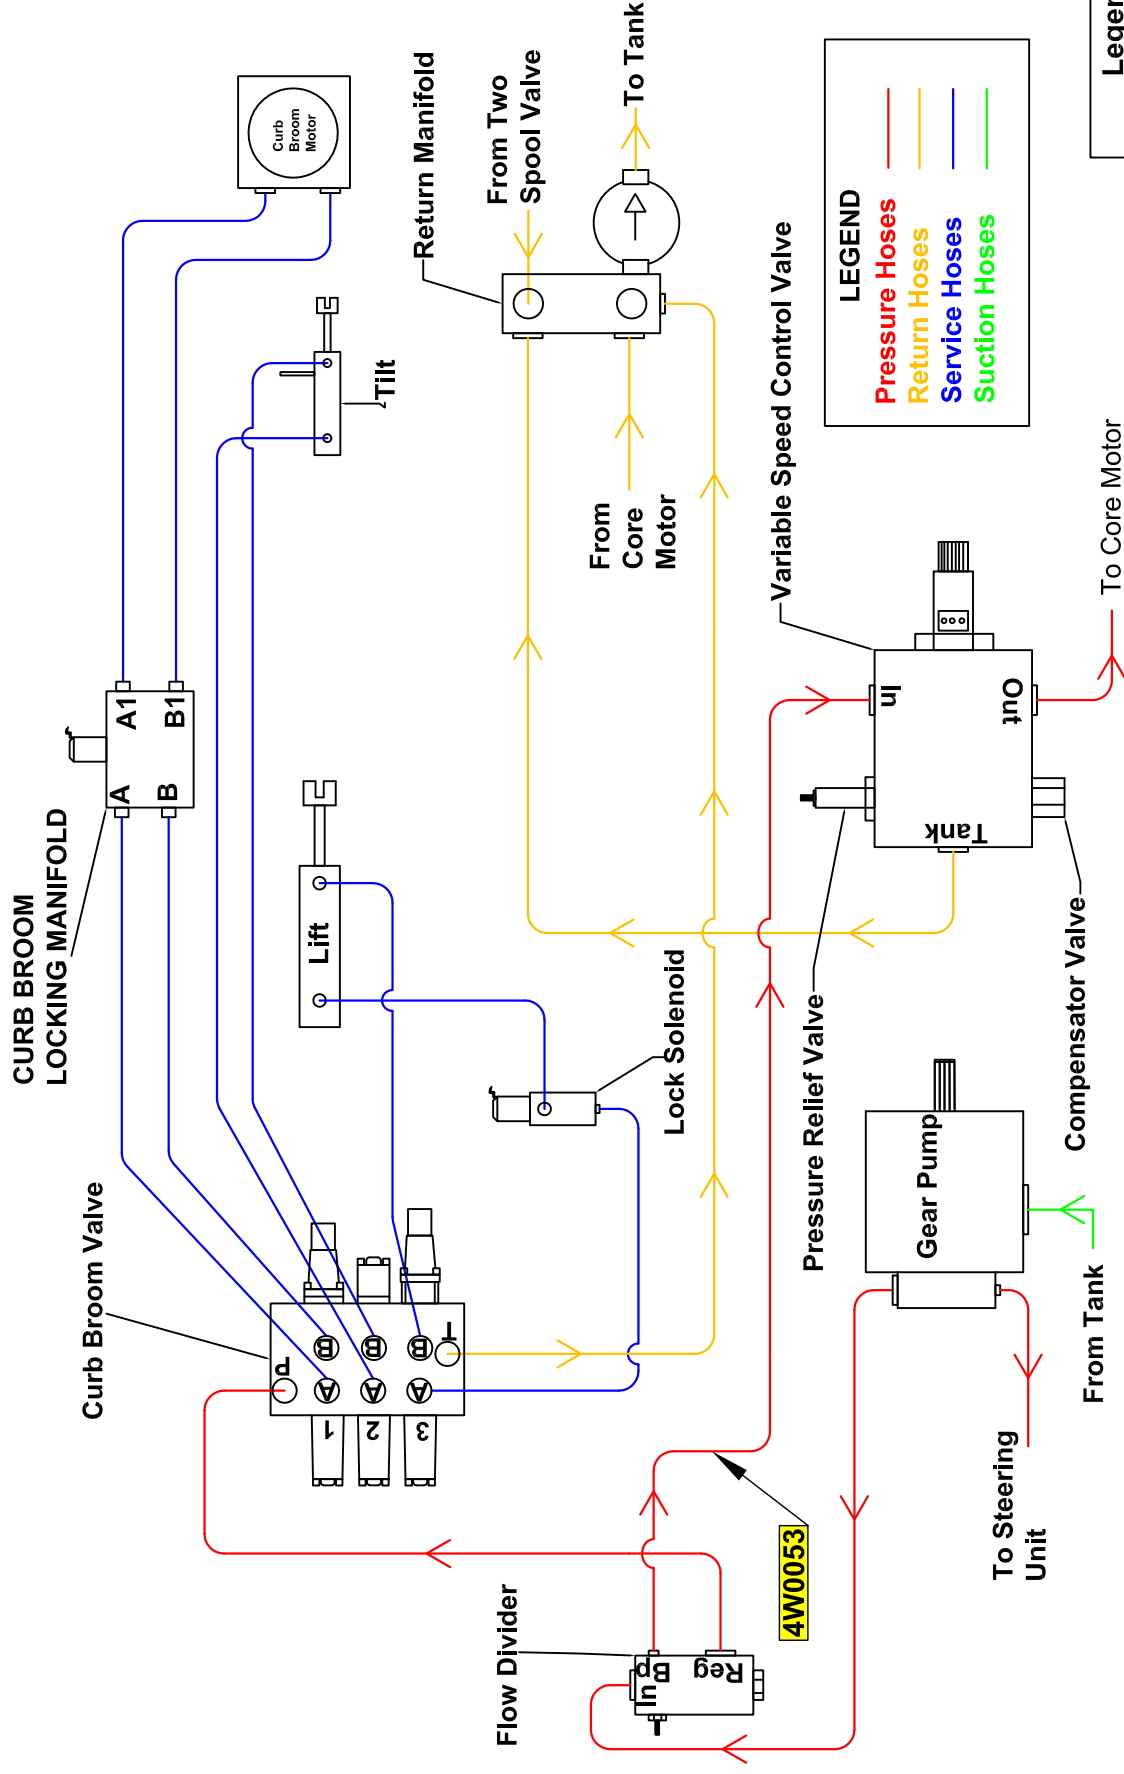 CURB BROOM
LOCKING MANIFOLD
A
B
A1
B1
Curb
Broom
Motor
Tilt
Lift
Lock Solenoid
Curb Broom Valve
P
T
A
B
A
B
A
B
1
2
3
Return Manifold
From Two
Spool Valve
To Tank
From
Core
Motor
Variable Speed Control Valve
In
Out
Tank
Pressure Relief Valve
Compensator Valve
To Core Motor
Gear Pump
From Tank
To Steering
Unit
Flow Divider
In
Bp
Reg
4W0053
LEGEND
Pressure Hoses
Return Hoses
Service Hoses
Suction Hoses